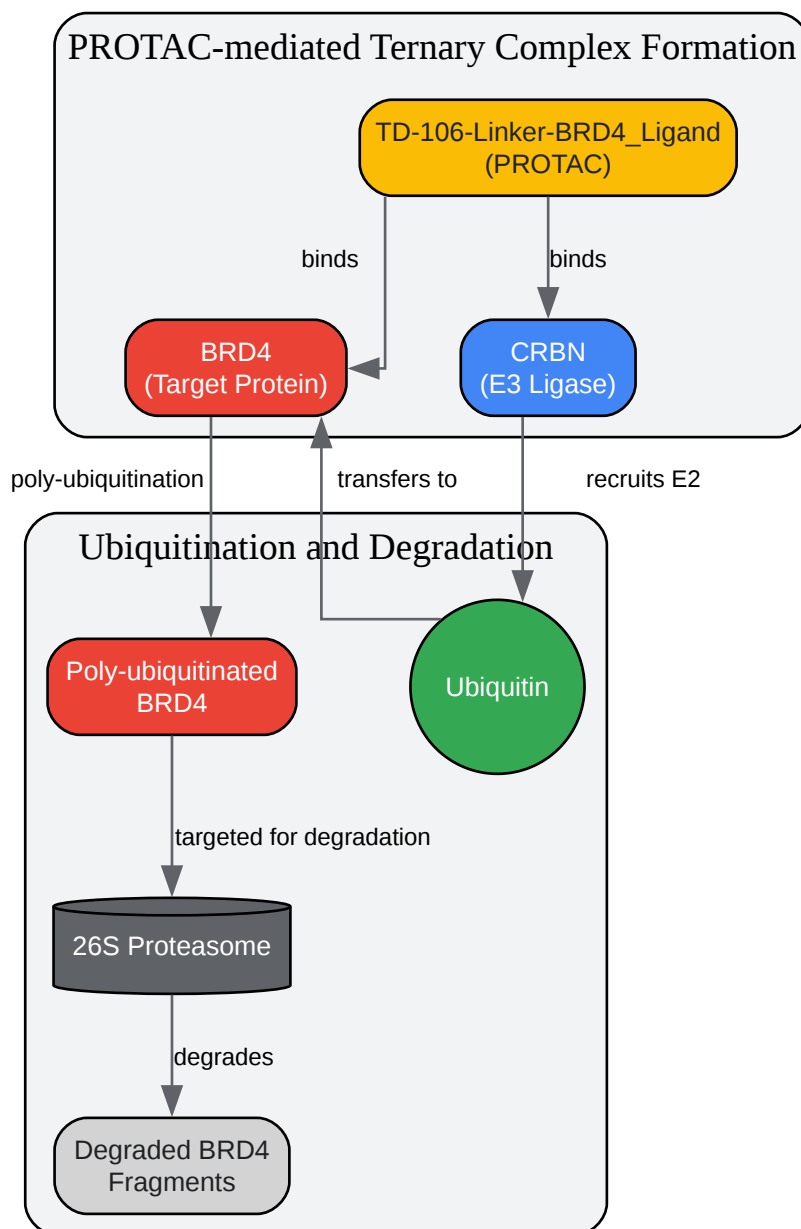 PROTAC-mediated Ternary Complex Formation
TD-106-Linker-BRD4_Ligand
(PROTAC)
binds
binds
BRD4
(Target Protein)
CRBN
(E3 Ligase)
poly-ubiquitination
transfers to
recruits E2
Ubiquitination and Degradation
Poly-ubiquitinated
BRD4
Ubiquitin
targeted for degradation
26S Proteasome
degrades
Degraded BRD4
Fragments